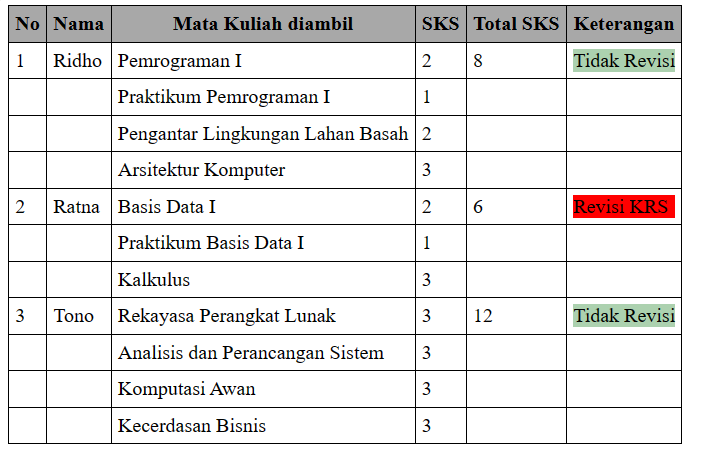 No Nama Mata Kuliah diambil SKS Total SKS Keterangan
1 Ridho Pemrograman I 2 8 Tidak Revisi
Praktikum Pemrograman I 1
Pengantar Lingkungan Lahan Basah 2
Arsitektur Komputer 3
2 Ratna Basis Data I 2 6 Revisi KRS
Praktikum Basis Data I 1
Kalkulus 3
3 Tono Rekayasa Perangkat Lunak 3 12 Tidak Revisi
Analisis dan Perancangan Sistem 3
Komputasi Awan 3
Kecerdasan Bisnis 3